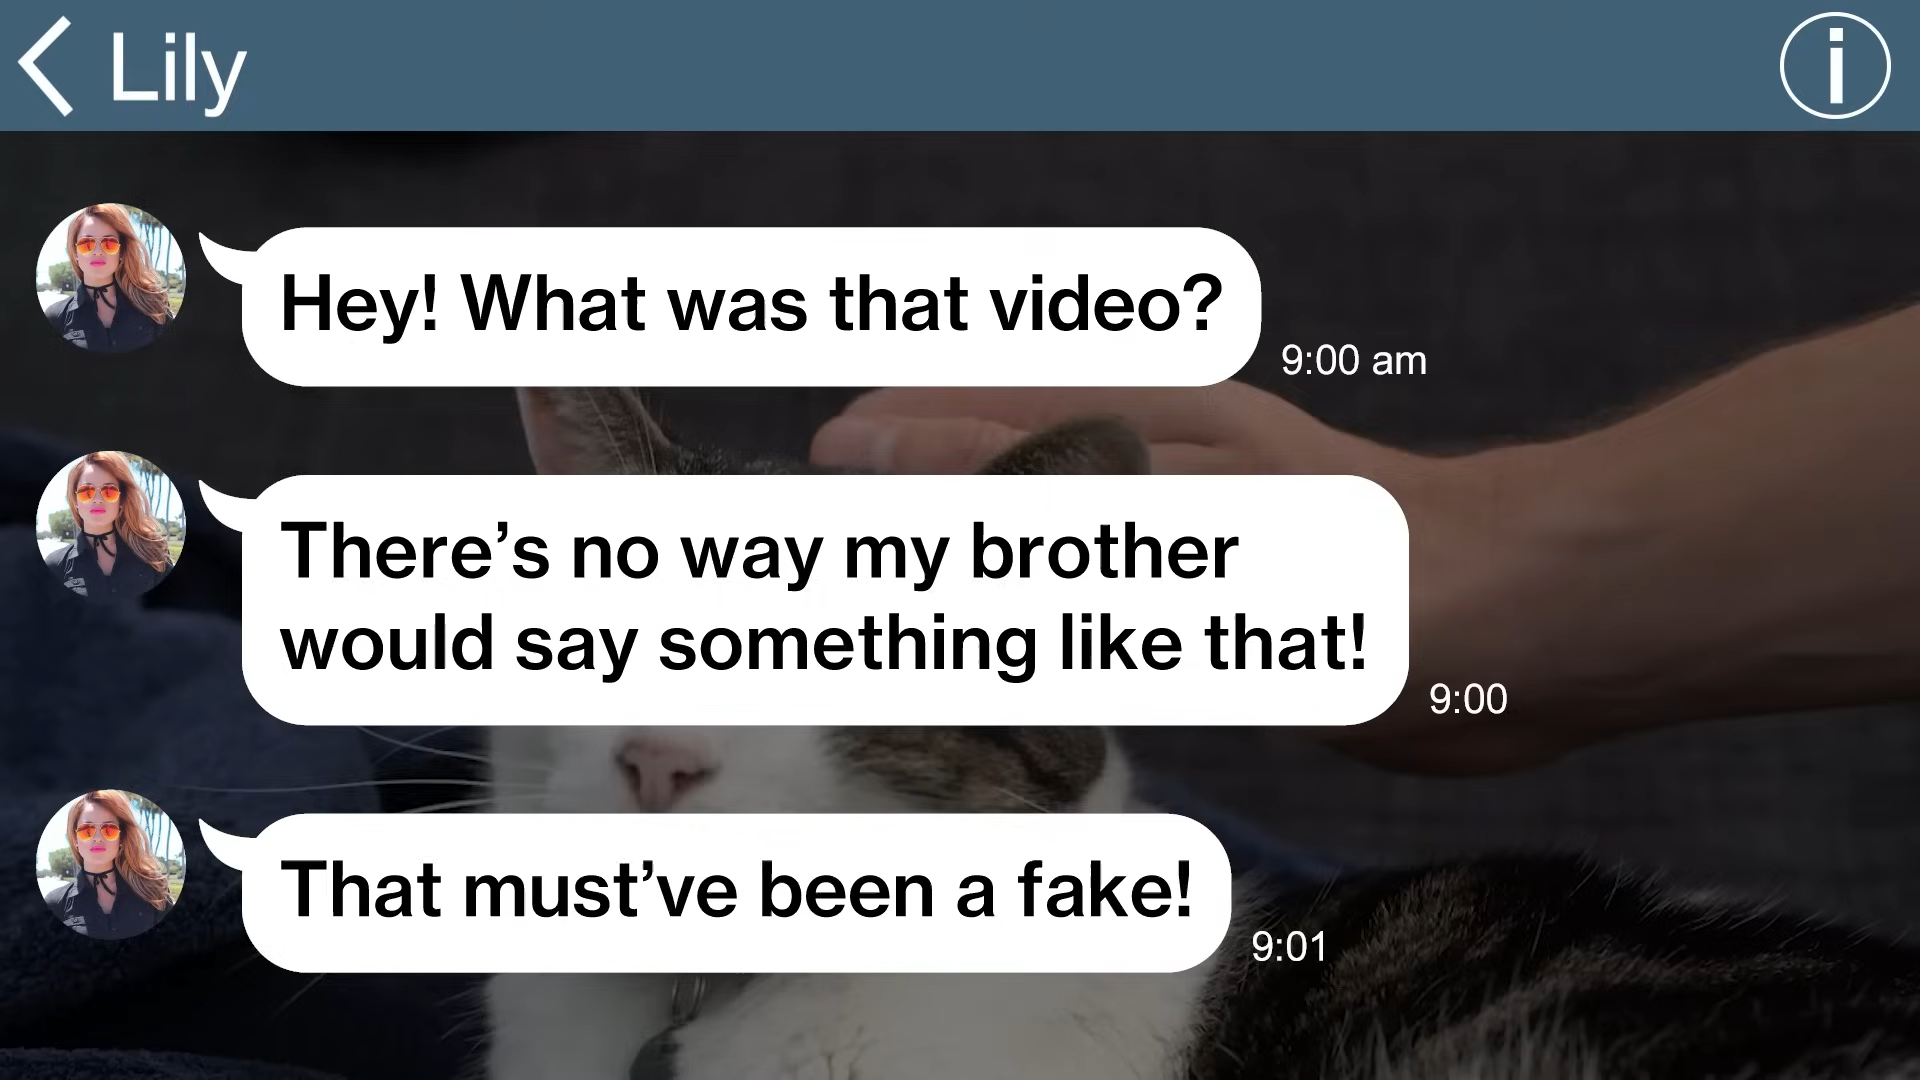 Lily
Hey! What was that video?
9:00 am
There’s no way my brother
would say something like that!
9:00
That must’ve been a fake!
9:01